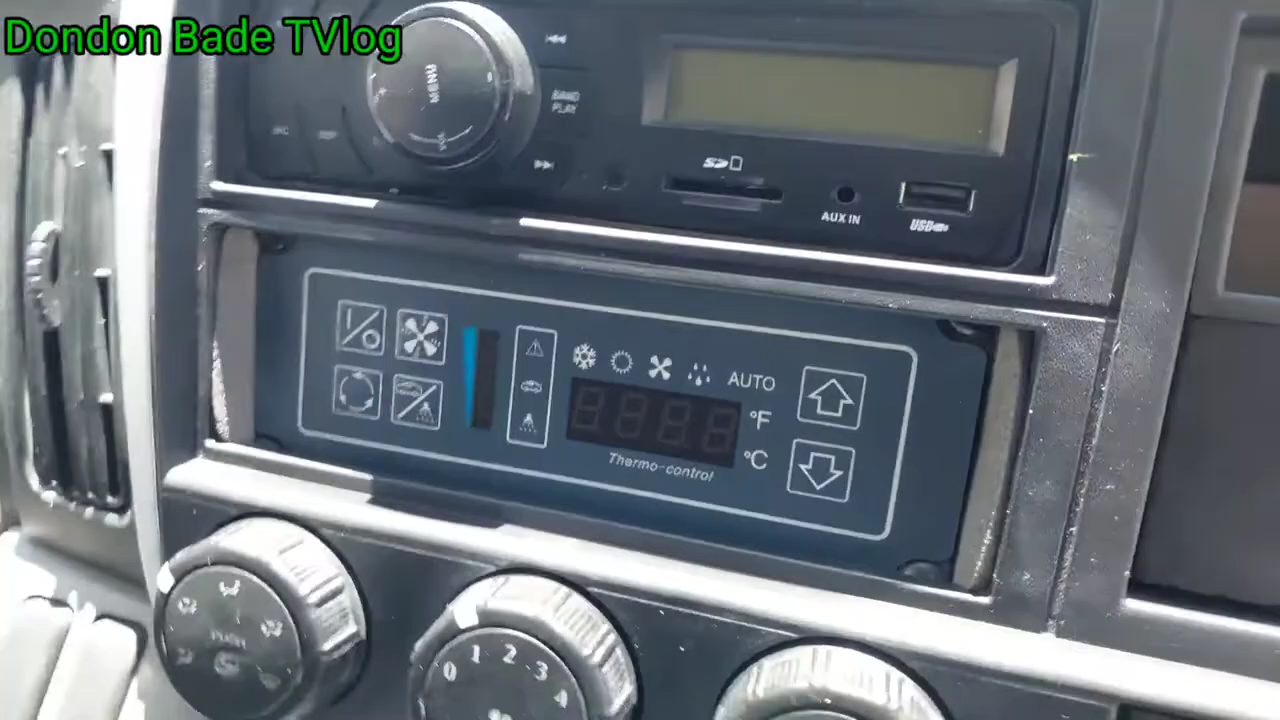 Dondon Bade TVlog
MENU
VOL
BAND
PLAY
SD
AUX IN
USB
AUTO
°F
°C
Thermo-control
PUSH
0 1 2 3 4